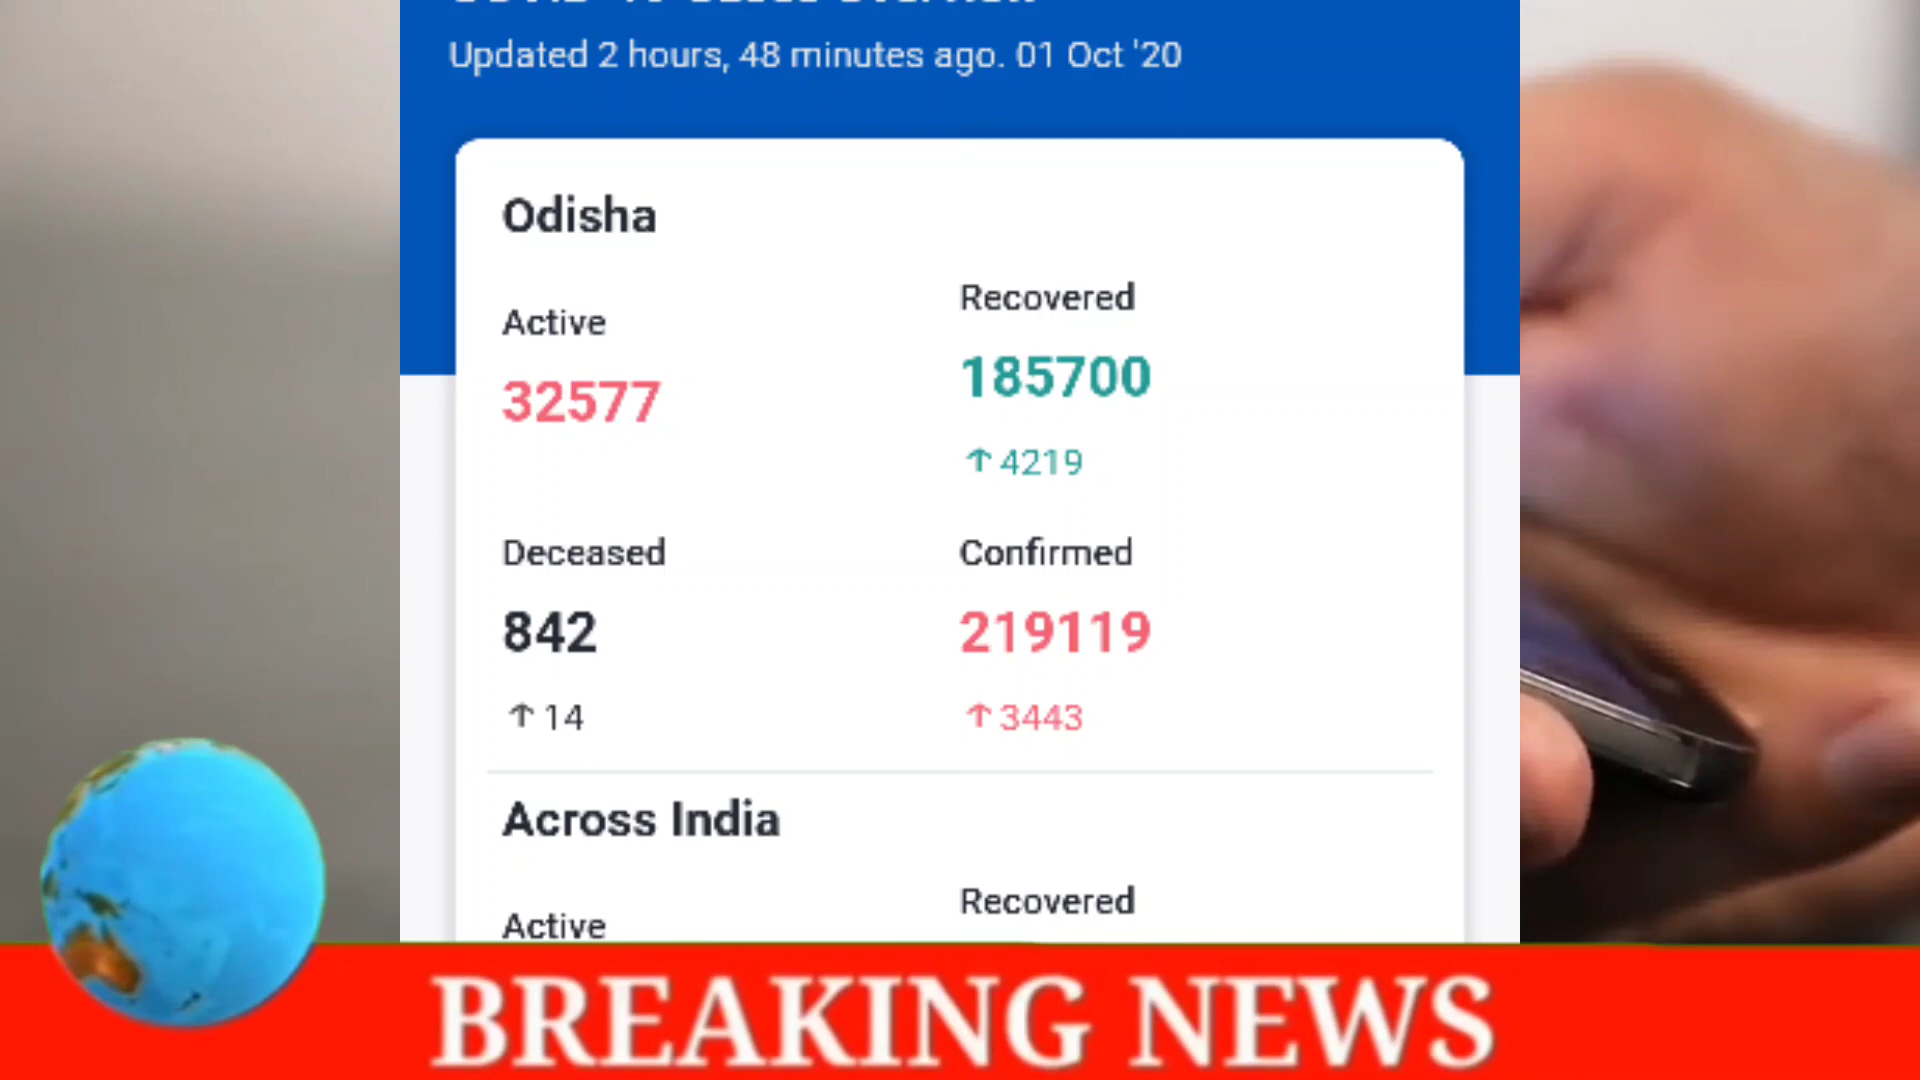 Updated 2 hours, 48 minutes ago. 01 Oct '20
Odisha
Active
32577
Recovered
185700
↑4219
Deceased
842
↑14
Confirmed
219119
↑3443
Across India
Active
Recovered
BREAKING NEWS